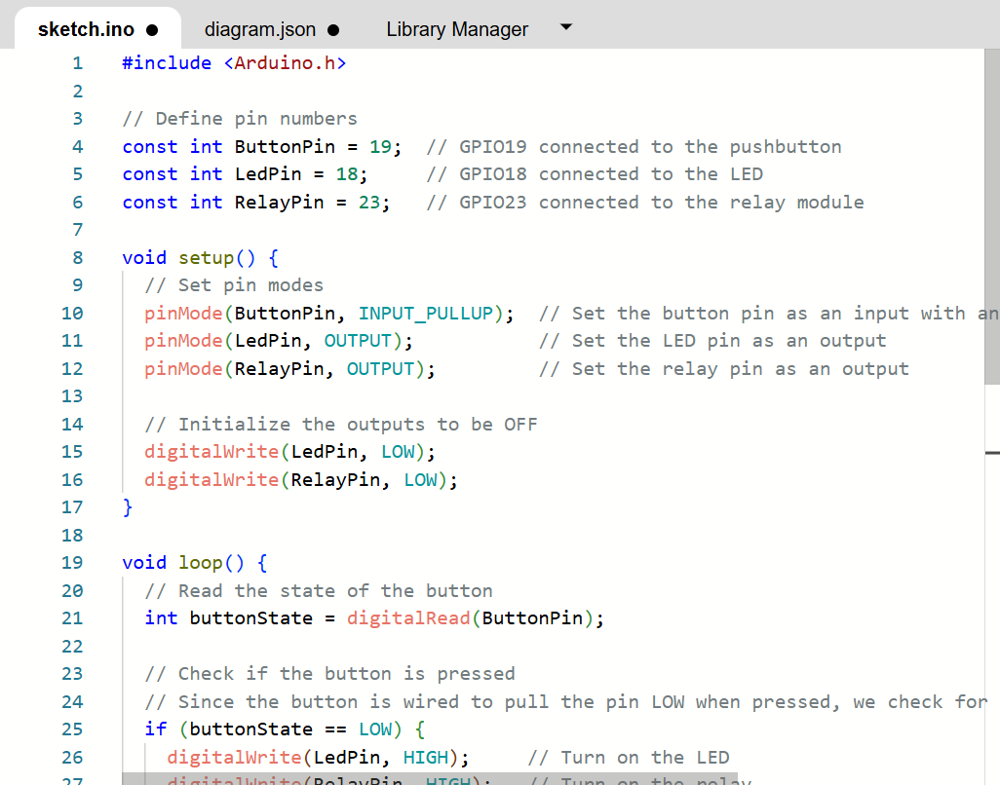 sketch.ino ● diagram.json ● Library Manager ▼
1 #include <Arduino.h>
2
3 // Define pin numbers
4 const int ButtonPin = 19;  // GPIO19 connected to the pushbutton
5 const int LedPin = 18;     // GPIO18 connected to the LED
6 const int RelayPin = 23;   // GPIO23 connected to the relay module
7
8 void setup() {
9   // Set pin modes
10   pinMode(ButtonPin, INPUT_PULLUP);  // Set the button pin as an input with an
11   pinMode(LedPin, OUTPUT);           // Set the LED pin as an output
12   pinMode(RelayPin, OUTPUT);         // Set the relay pin as an output
13
14   // Initialize the outputs to be OFF
15   digitalWrite(LedPin, LOW);
16   digitalWrite(RelayPin, LOW);
17 }
18
19 void loop() {
20   // Read the state of the button
21   int buttonState = digitalRead(ButtonPin);
22
23   // Check if the button is pressed
24   // Since the button is wired to pull the pin LOW when pressed, we check for
25   if (buttonState == LOW) {
26     digitalWrite(LedPin, HIGH);     // Turn on the LED
27     digitalWrite(RelayPin, HIGH);   // Turn on the relay